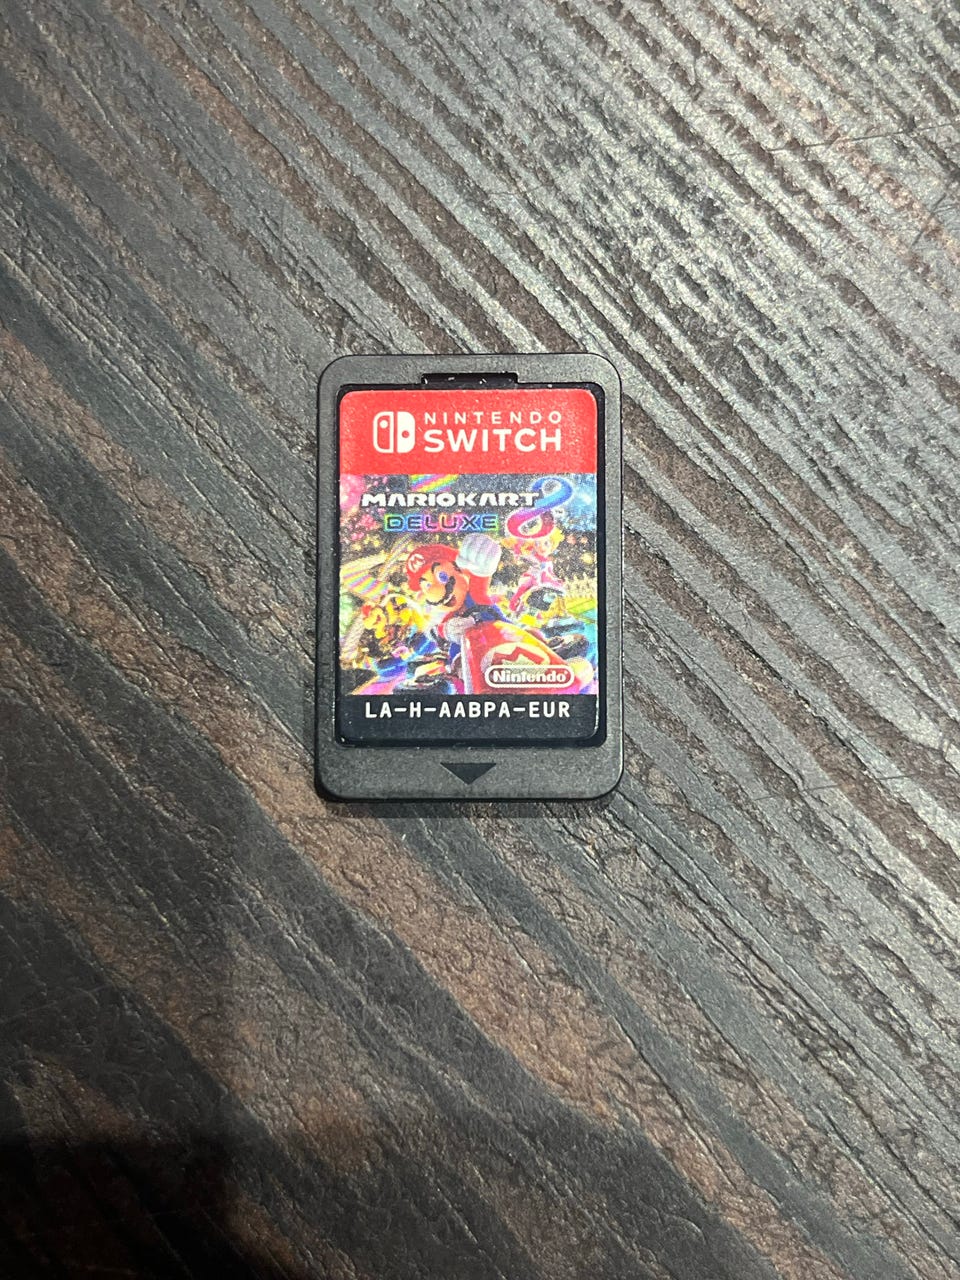 NINTENDO
SWITCH
MARIOKART 8
DELUXE
Nintendo
LA-H-AABPA-EUR